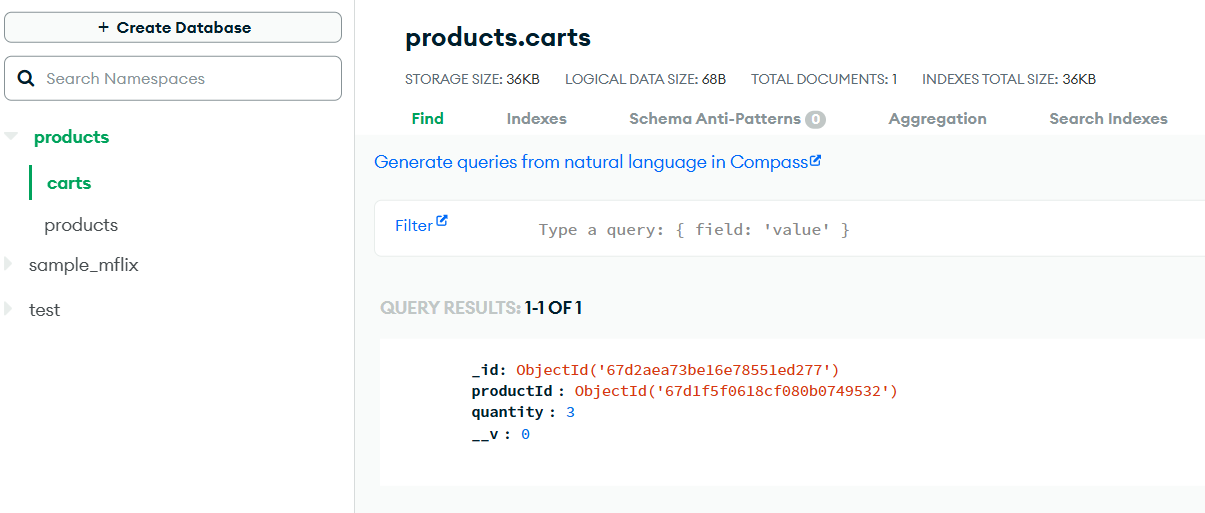 + Create Database
Search Namespaces
products
carts
products
sample_mflix
test
products.carts
STORAGE SIZE: 36KB LOGICAL DATA SIZE: 68B TOTAL DOCUMENTS: 1 INDEXES TOTAL SIZE: 36KB
Find Indexes Schema Anti-Patterns 0 Aggregation Search Indexes
Generate queries from natural language in Compass
Filter Type a query: { field: 'value' }
QUERY RESULTS: 1-1 OF 1
_id: ObjectId('67d2aea73be16e78551ed277')
productId : ObjectId('67d1f5f0618cf080b0749532')
quantity : 3
__v : 0